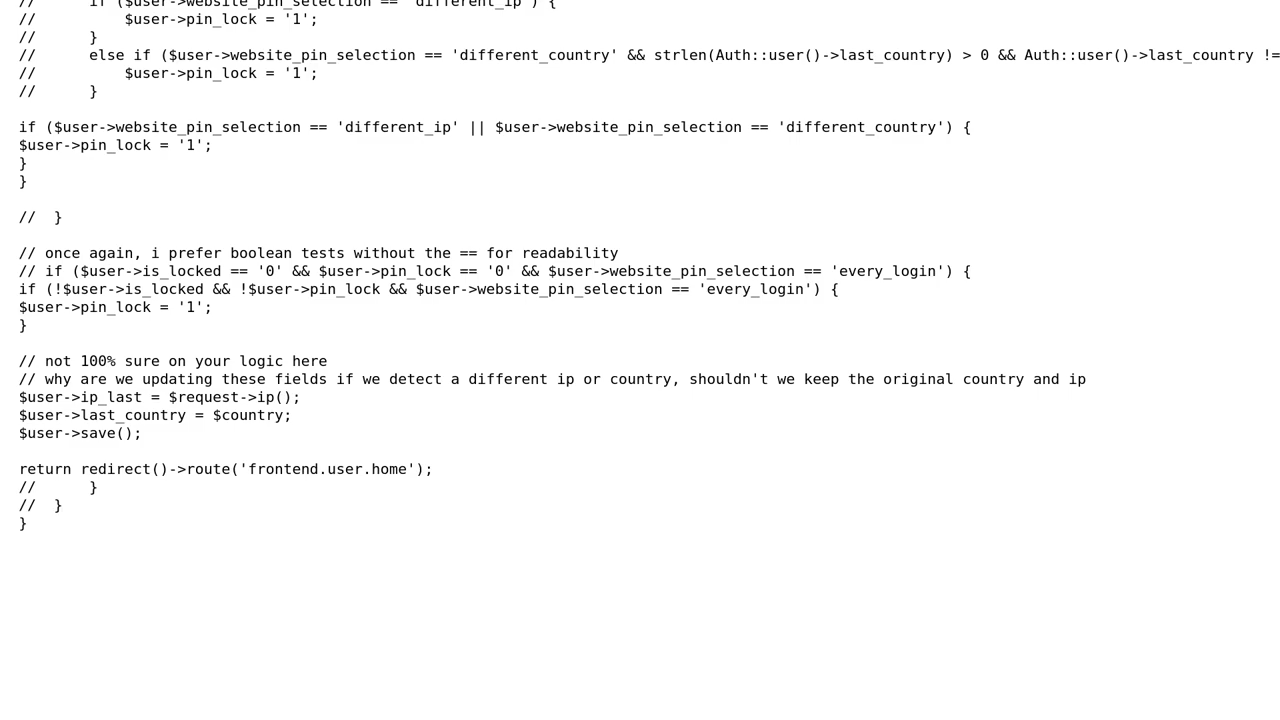 //      if ($user->website_pin_selection == 'different_ip') {
//          $user->pin_lock = '1';
//      }
//      else if ($user->website_pin_selection == 'different_country' && strlen(Auth::user()->last_country) > 0 && Auth::user()->last_country !=
//          $user->pin_lock = '1';
//      }
if ($user->website_pin_selection == 'different_ip' || $user->website_pin_selection == 'different_country') {
$user->pin_lock = '1';
}
}
//  }
// once again, i prefer boolean tests without the == for readability
// if ($user->is_locked == '0' && $user->pin_lock == '0' && $user->website_pin_selection == 'every_login') {
if (!$user->is_locked && !$user->pin_lock && $user->website_pin_selection == 'every_login') {
$user->pin_lock = '1';
}
// not 100% sure on your logic here
// why are we updating these fields if we detect a different ip or country, shouldn't we keep the original country and ip
$user->ip_last = $request->ip();
$user->last_country = $country;
$user->save();
return redirect()->route('frontend.user.home');
//      }
//  }
}